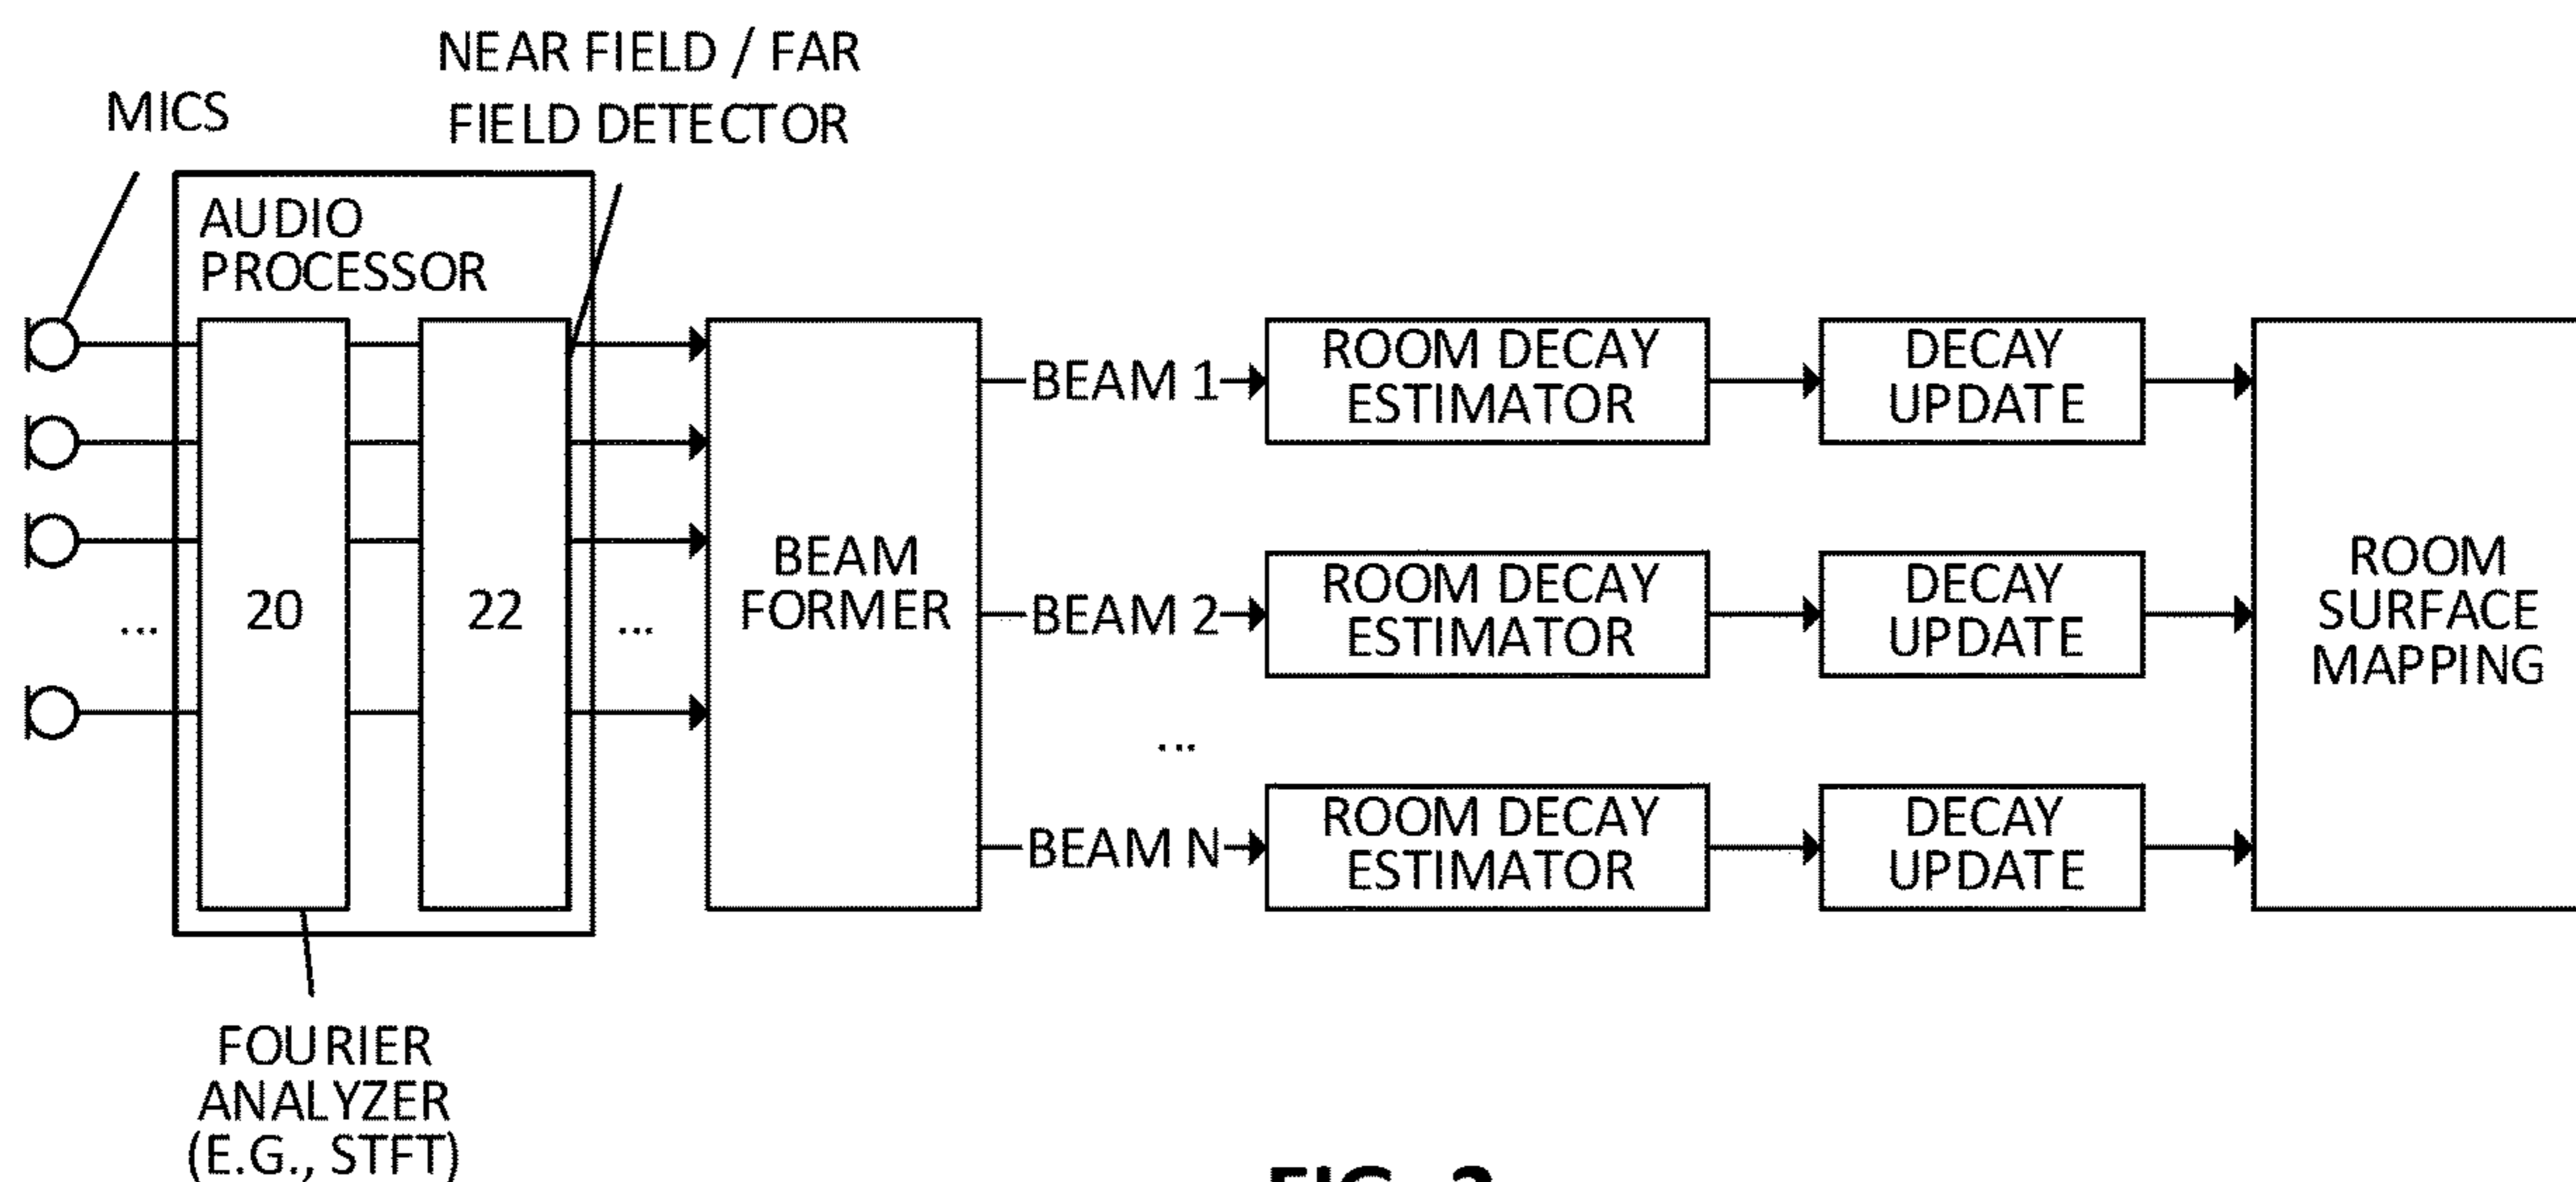 NEAR FIELD / FAR
FIELD DETECTOR
MICS
AUDIO
PROCESSOR
20
22
...
...
BEAM
FORMER
BEAM 1
ROOM DECAY
ESTIMATOR
DECAY
UPDATE
BEAM 2
ROOM DECAY
ESTIMATOR
DECAY
UPDATE
...
BEAM N
ROOM DECAY
ESTIMATOR
DECAY
UPDATE
ROOM
SURFACE
MAPPING
FOURIER
ANALYZER
(E.G., STFT)
FIG.